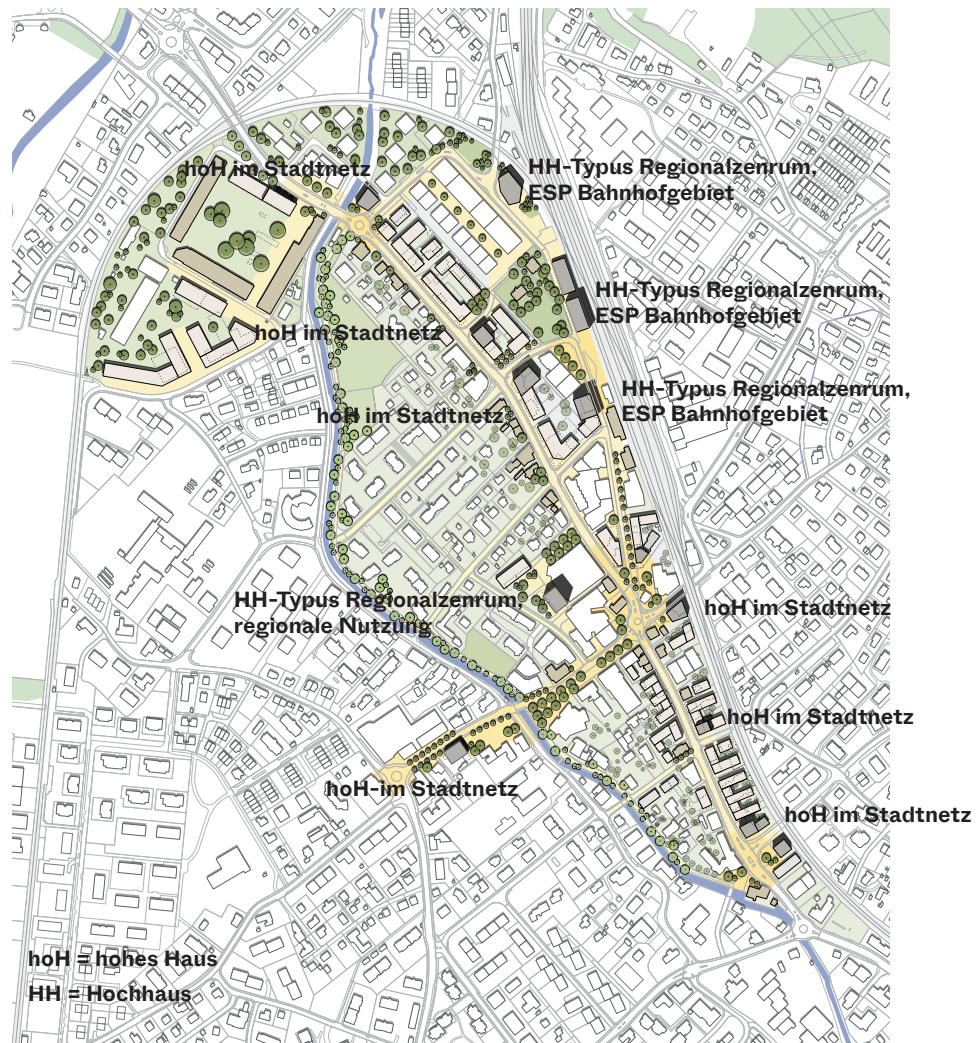 hoH im Stadtnetz
HH-Typus Regionalzenrum,
ESP Bahnhofgebiet
HH-Typus Regionalzenrum,
ESP Bahnhofgebiet
hoH im Stadtnetz
HH-Typus Regionalzenrum,
ESP Bahnhofgebiet
hoH im Stadtnetz
HH-Typus Regionalzenrum,
regionale Nutzung
hoH im Stadtnetz
hoH im Stadtnetz
hoH-im Stadtnetz
hoH im Stadtnetz
hoH = hohes Haus
HH = Hochhaus